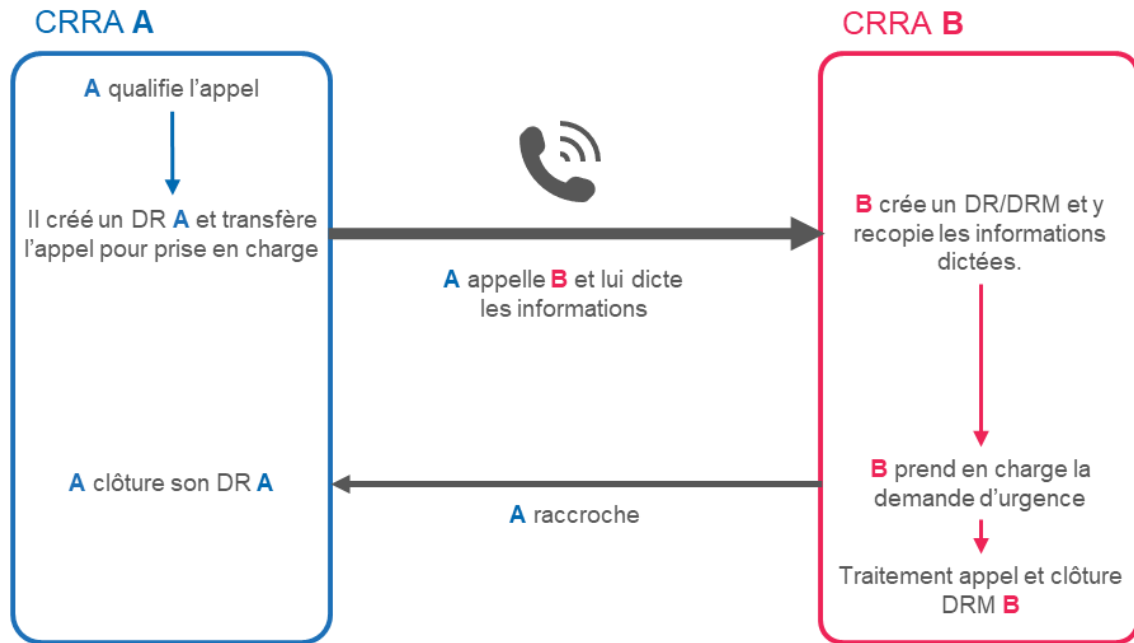 CRRA A
CRRA B
A qualifie l'appel
Il créé un DR A et transfère
l'appel pour prise en charge
A appelle B et lui dicte
les informations
B crée un DR/DRM et y
recopie les informations
dictées.
A clôture son DR A
A raccroche
B prend en charge la
demande d'urgence
Traitement appel et clôture
DRM B